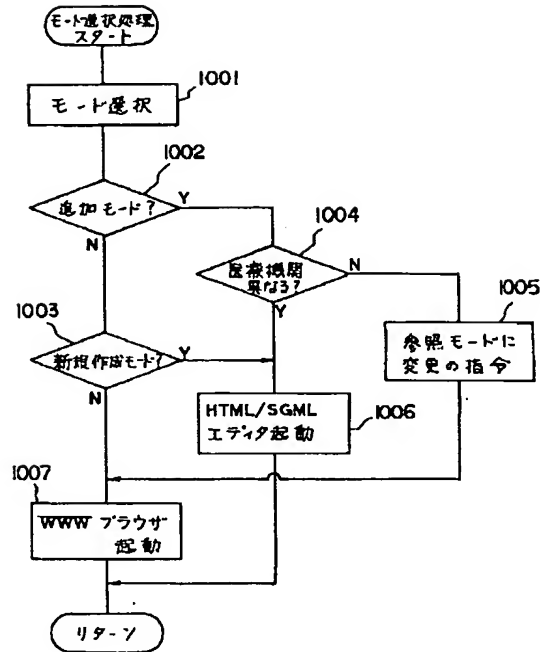 モード選択処理
スタート
1001
モード選択
1002
追加モード?
Y
N
1004
医療機関
異なる?
N
Y
1005
参照モードに
変更の指令
1003
新規作成モード?
Y
N
HTML/SGML
エディタ起動
1006
1007
WWW ブラウザ
起動
リターン